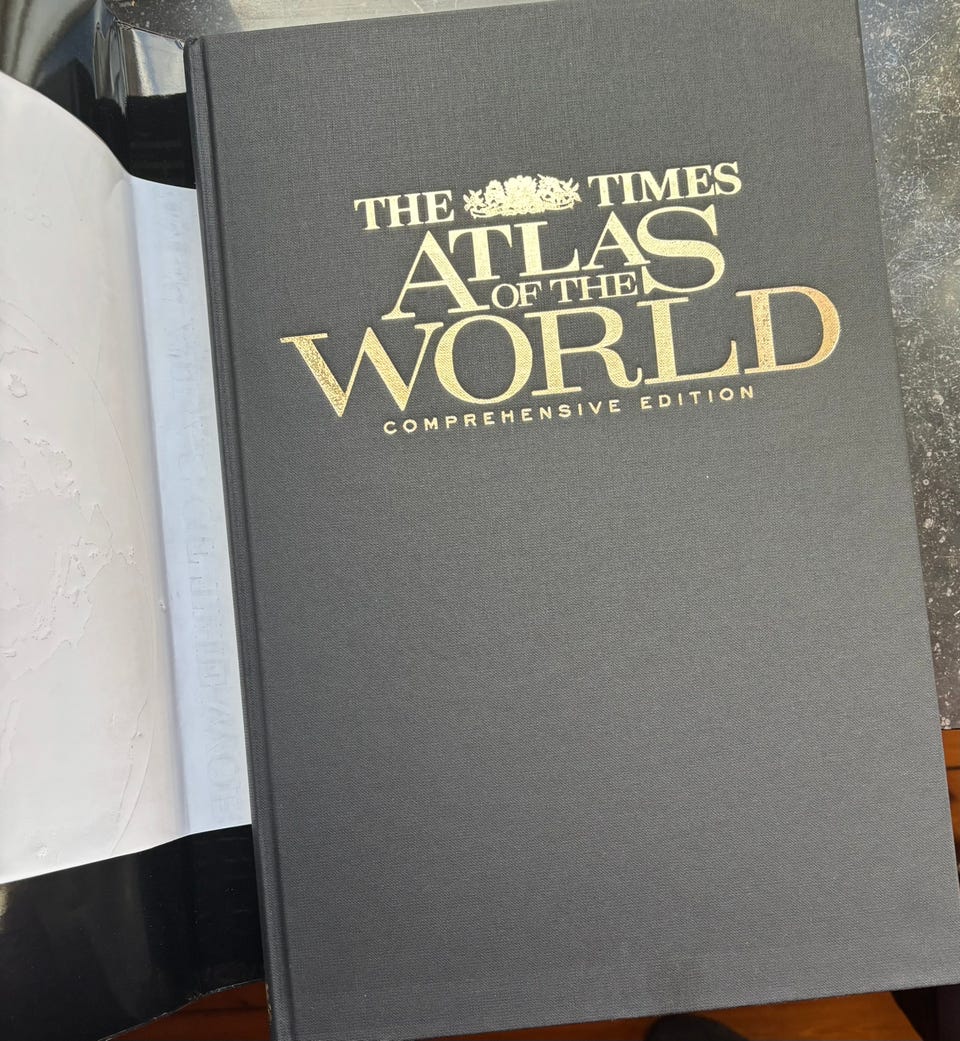 THE TIMES
ATLAS
OF THE
WORLD
COMPREHENSIVE EDITION